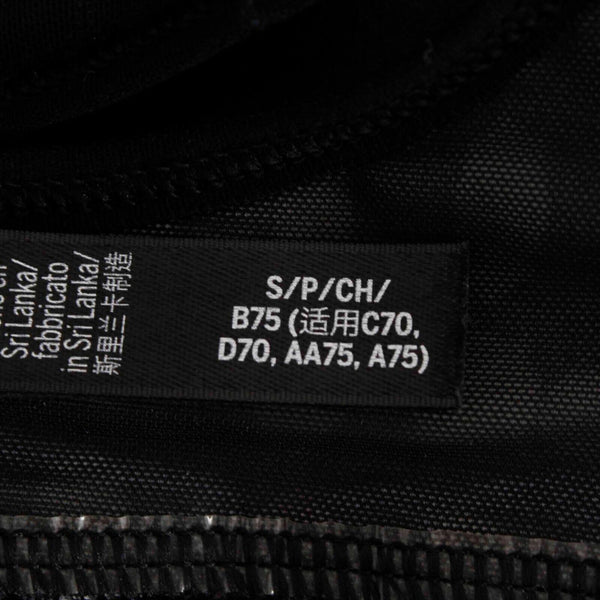 S/P/CH/
B75 (适用C70,
D70, AA75, A75)
Sri Lanka/
fabbricato
in Sri Lanka/
斯里兰卡制造